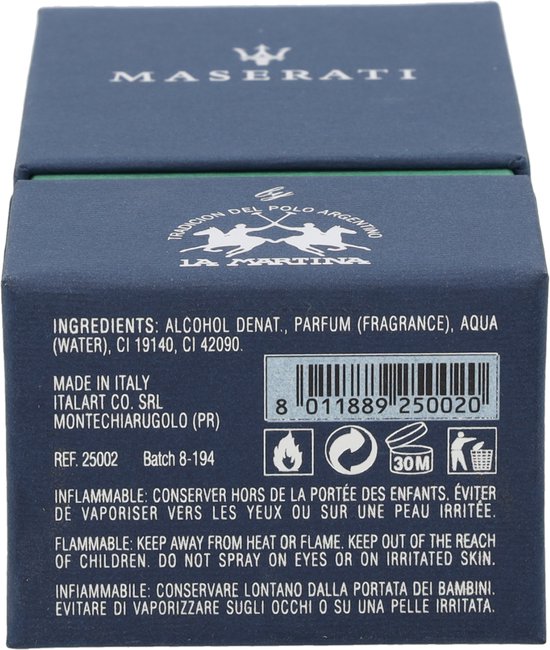 MASERATI
by
TRADICION DEL POLO ARGENTINO
LA MARTINA
INGREDIENTS: ALCOHOL DENAT., PARFUM (FRAGRANCE), AQUA
(WATER), CI 19140, CI 42090.
MADE IN ITALY
ITALART CO. SRL
MONTECHIARUGOLO (PR)
8 011889 250020
REF. 25002 Batch 8-194
30M
INFLAMMABLE: CONSERVER HORS DE LA PORTÉE DES ENFANTS. ÉVITER
DE VAPORISER VERS LES YEUX OU SUR UNE PEAU IRRITÉE.
FLAMMABLE: KEEP AWAY FROM HEAT OR FLAME. KEEP OUT OF THE REACH
OF CHILDREN. DO NOT SPRAY ON EYES OR ON IRRITATED SKIN.
INFIAMMABILE: CONSERVARE LONTANO DALLA PORTATA DEI BAMBINI.
EVITARE DI VAPORIZZARE SUGLI OCCHI O SU UNA PELLE IRRITATA.